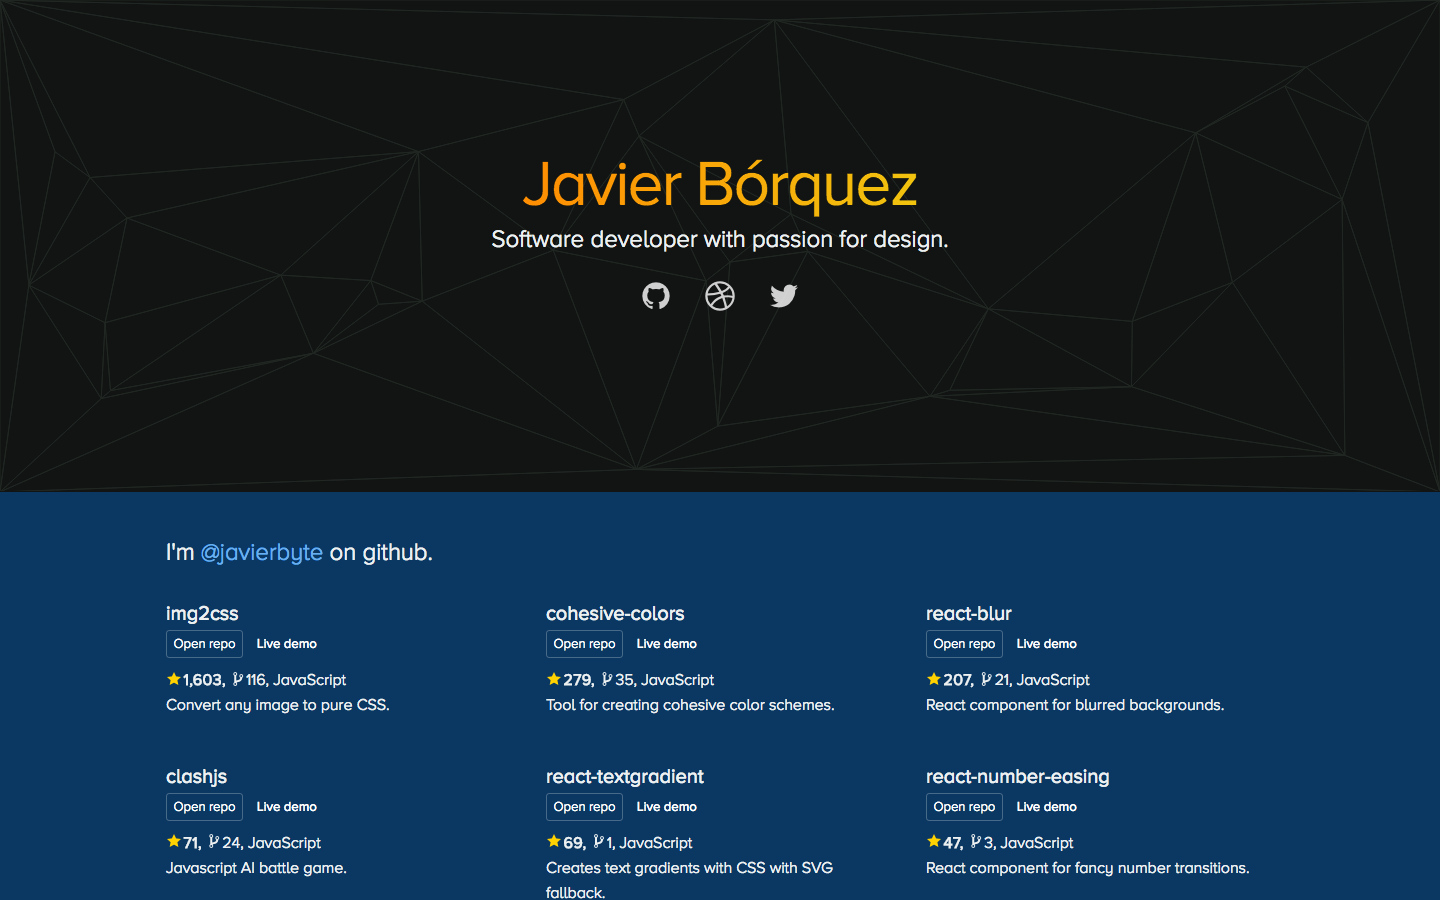 Javier Bórquez
Software developer with passion for design.
I'm @javierbyte on github.
img2css
Open repo Live demo
1,603, 116, JavaScript
Convert any image to pure CSS.
cohesive-colors
Open repo Live demo
279, 35, JavaScript
Tool for creating cohesive color schemes.
react-blur
Open repo Live demo
207, 21, JavaScript
React component for blurred backgrounds.
clashjs
Open repo Live demo
71, 24, JavaScript
Javascript AI battle game.
react-textgradient
Open repo Live demo
69, 1, JavaScript
Creates text gradients with CSS with SVG
fallback.
react-number-easing
Open repo Live demo
47, 3, JavaScript
React component for fancy number transitions.